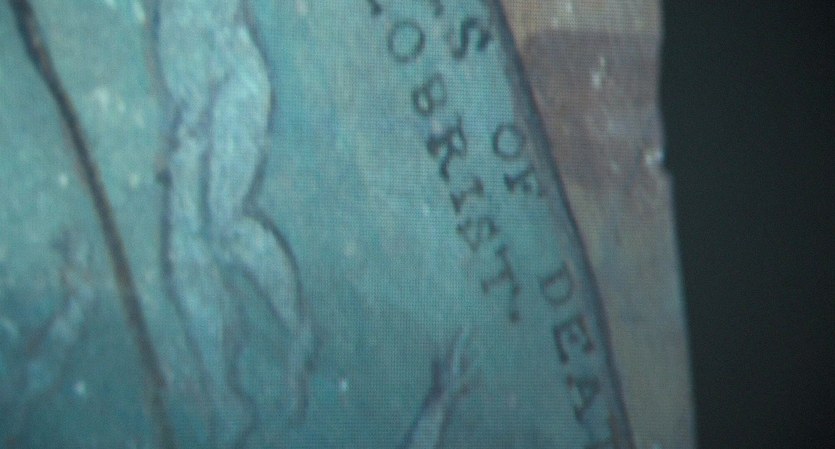 S OF DEAT
OBRIST.